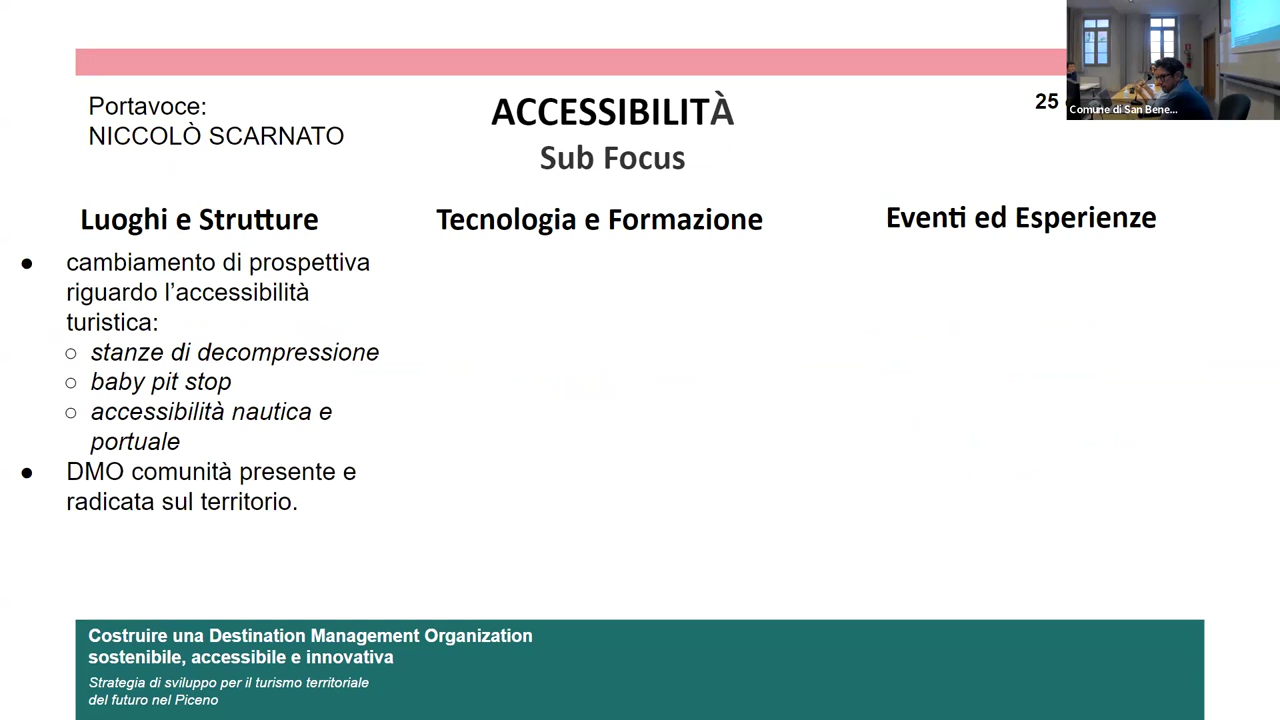 Portavoce:
NICCOLÒ SCARNATO
ACCESSIBILITÀ
Sub Focus
25
Comune di San Bene...
Luoghi e Strutture
Tecnologia e Formazione
Eventi ed Esperienze
● cambiamento di prospettiva
riguardo l’accessibilità
turistica:
○ stanze di decompressione
○ baby pit stop
○ accessibilità nautica e
portuale
● DMO comunità presente e
radicata sul territorio.
Costruire una Destination Management Organization
sostenibile, accessibile e innovativa
Strategia di sviluppo per il turismo territoriale
del futuro nel Piceno